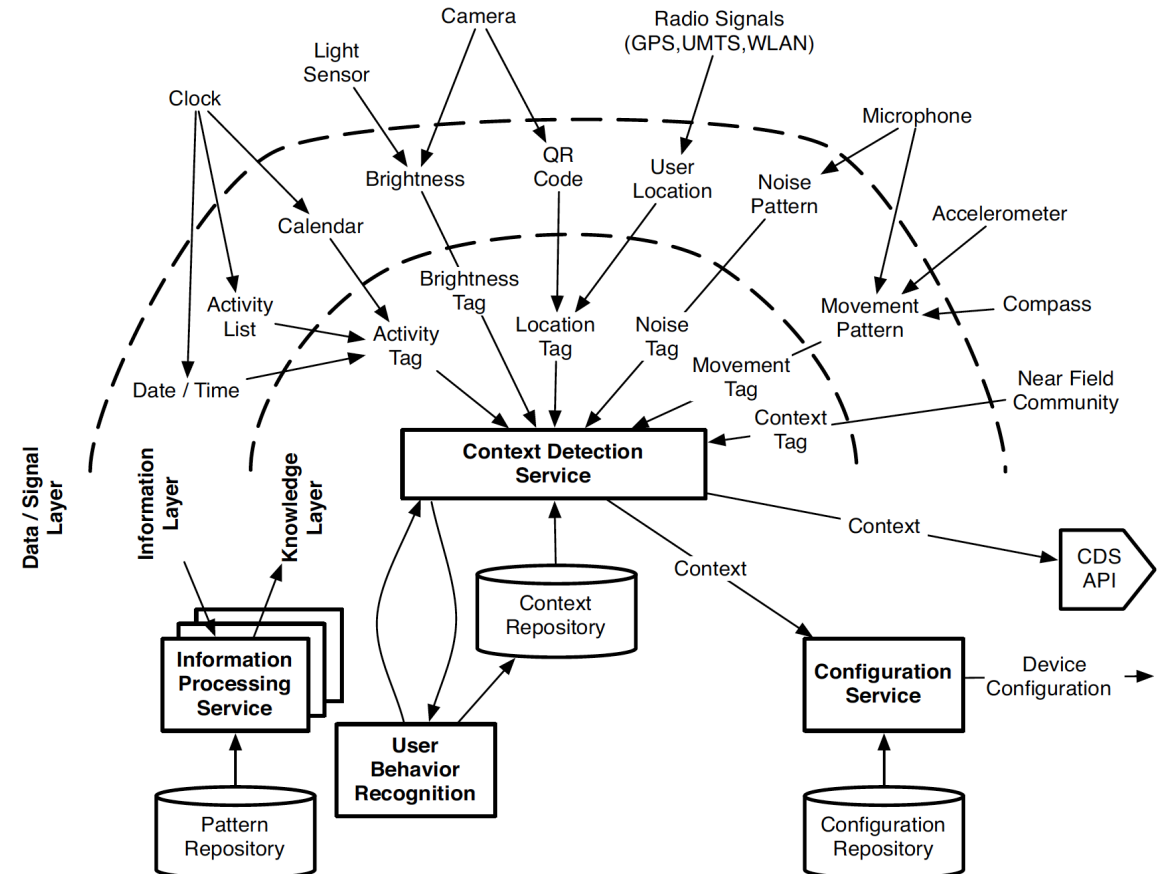 Camera
Radio Signals
(GPS,UMTS,WLAN)
Light
Sensor
Clock
Microphone
QR
Code
Brightness
User
Location
Noise
Pattern
Calendar
Accelerometer
Brightness
Tag
Activity
List
Activity
Tag
Location
Tag
Noise
Tag
Movement
Pattern
Compass
Date / Time
Movement
Tag
Near Field
Community
Context
Tag
Data / Signal
Layer
Information
Layer
Knowledge
Layer
Context Detection
Service
Context
CDS
API
Context
Context
Repository
Information
Processing
Service
Configuration
Service
Device
Configuration
User
Behavior
Recognition
Pattern
Repository
Configuration
Repository